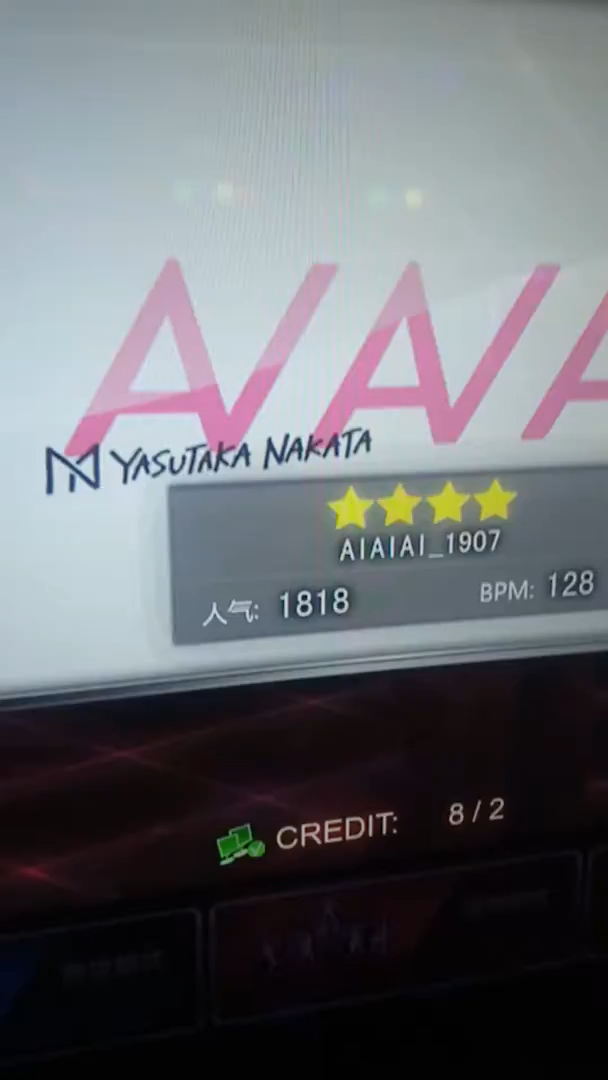 AIAIA
YASUTAKA NAKATA
AIAIAI_1907
人气: 1818
BPM: 128
CREDIT: 8 / 2